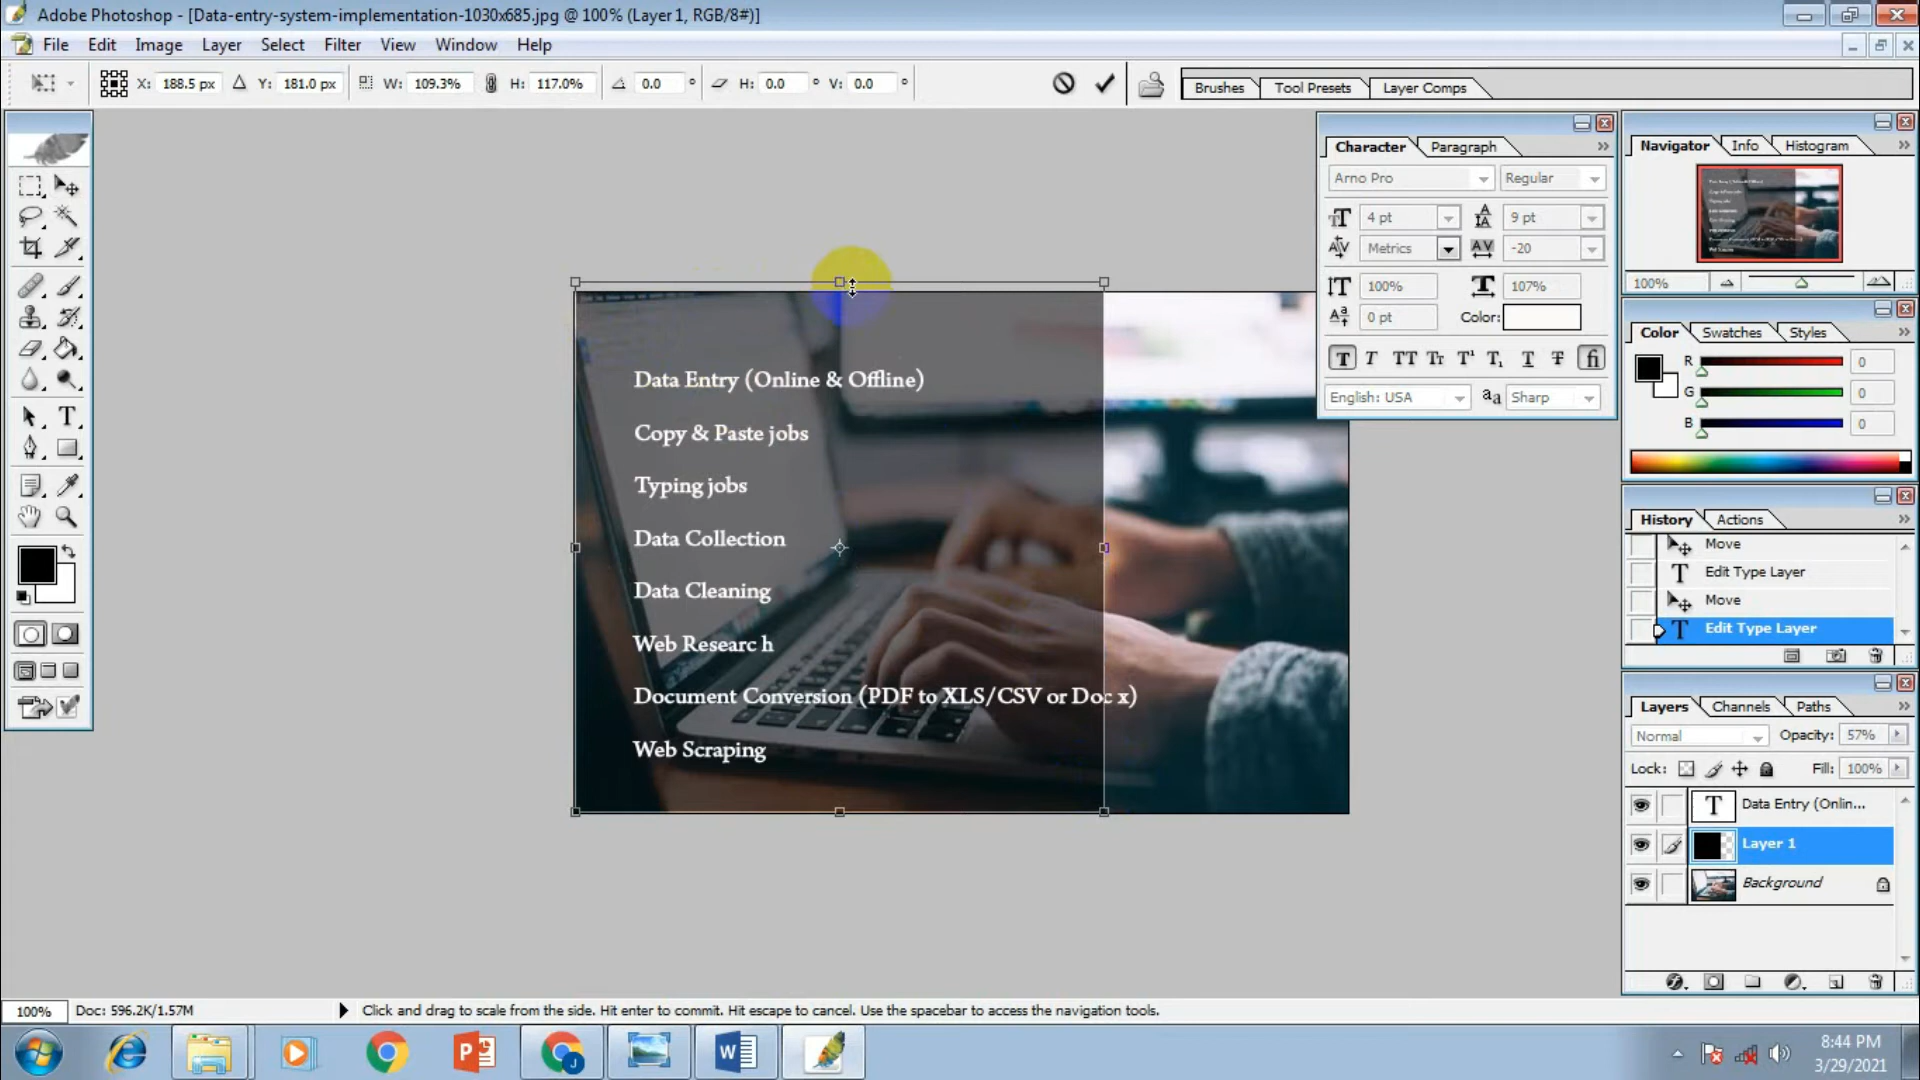 Adobe Photoshop - [Data-entry-system-implementation-1030x685.jpg @ 100% (Layer 1, RGB/8#)]
File Edit Image Layer Select Filter View Window Help
X: 188.5 px Y: 181.0 px W: 109.3% H: 117.0% 0.0 ° H: 0.0 ° V: 0.0 °
Brushes Tool Presets Layer Comps
Character Paragraph
Arno Pro Regular
4 pt 9 pt
Metrics -20
100% 107%
0 pt Color:
T T TT Tr T¹ T, T T fi
English: USA aa Sharp
Navigator Info Histogram
100%
Color Swatches Styles
R 0
G 0
B 0
History Actions
Move
Edit Type Layer
Move
Edit Type Layer
Layers Channels Paths
Normal Opacity: 57%
Lock: Fill: 100%
Data Entry (Onlin...
Layer 1
Background
Data Entry (Online & Offline)
Copy & Paste jobs
Typing jobs
Data Collection
Data Cleaning
Web Researc h
Document Conversion (PDF to XLS/CSV or Doc x)
Web Scraping
100% Doc: 596.2K/1.57M Click and drag to scale from the side. Hit enter to commit. Hit escape to cancel. Use the spacebar to access the navigation tools.
8:44 PM
3/29/2021